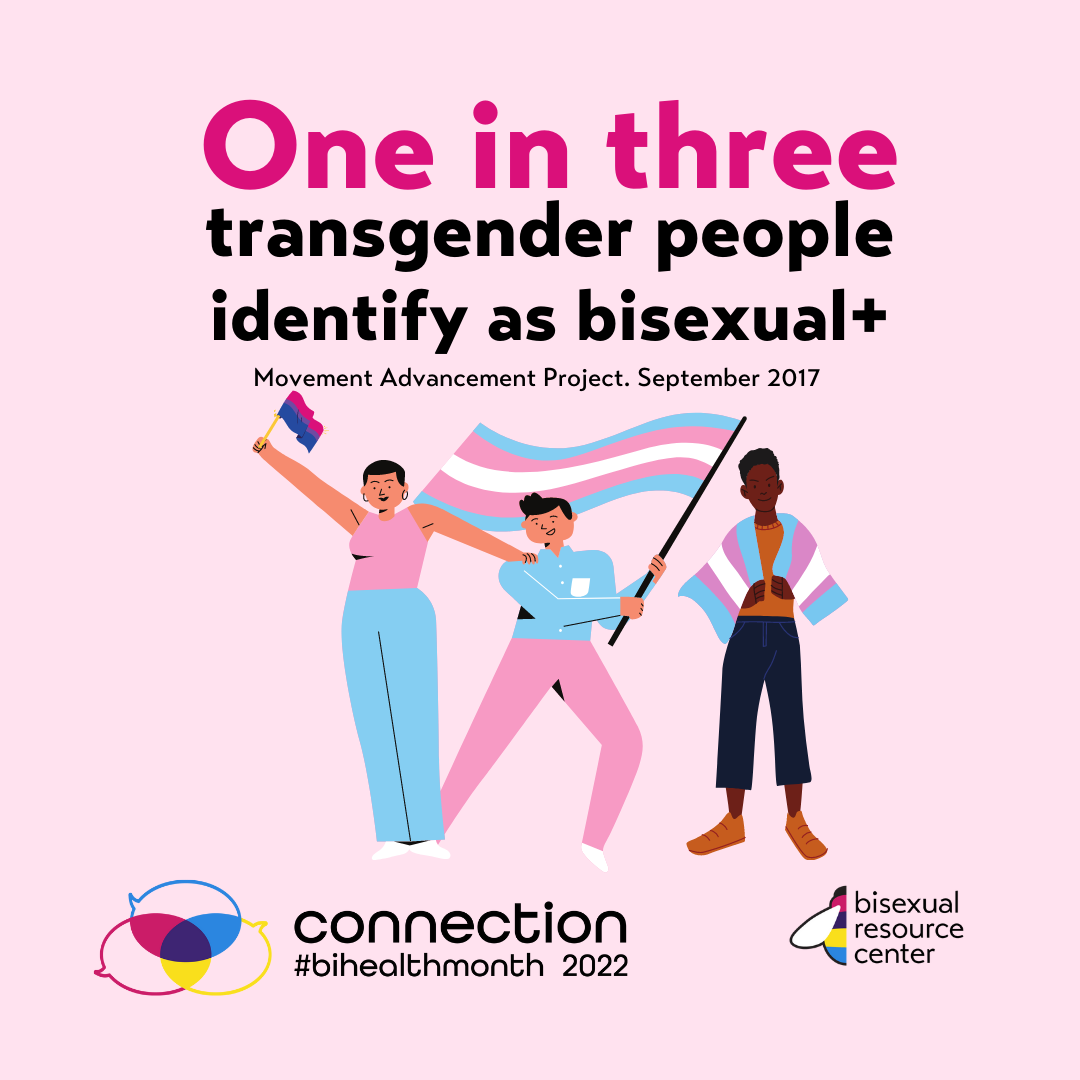 One in three
transgender people
identify as bisexual+
Movement Advancement Project. September 2017
connection
#bihealthmonth 2022
bisexual
resource
center